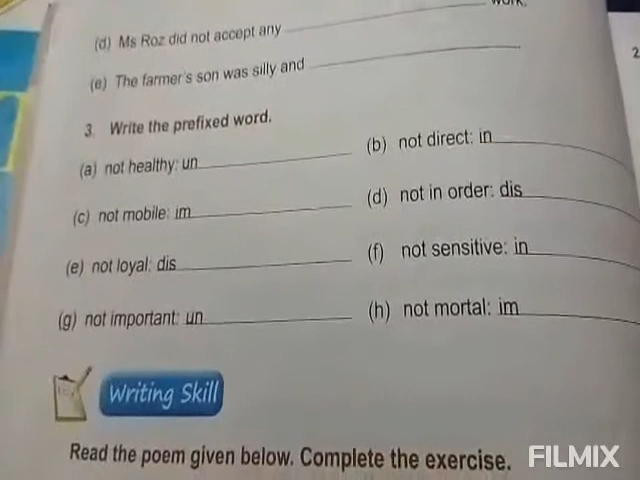 work.
(d) Ms Roz did not accept any
(e) The farmer's son was silly and
2
3. Write the prefixed word.
(a) not healthy: un
(b) not direct: in
(c) not mobile: im
(d) not in order: dis
(e) not loyal: dis
(f) not sensitive: in
(g) not important: un
(h) not mortal: im
Writing Skill
Read the poem given below. Complete the exercise.
FILMIX